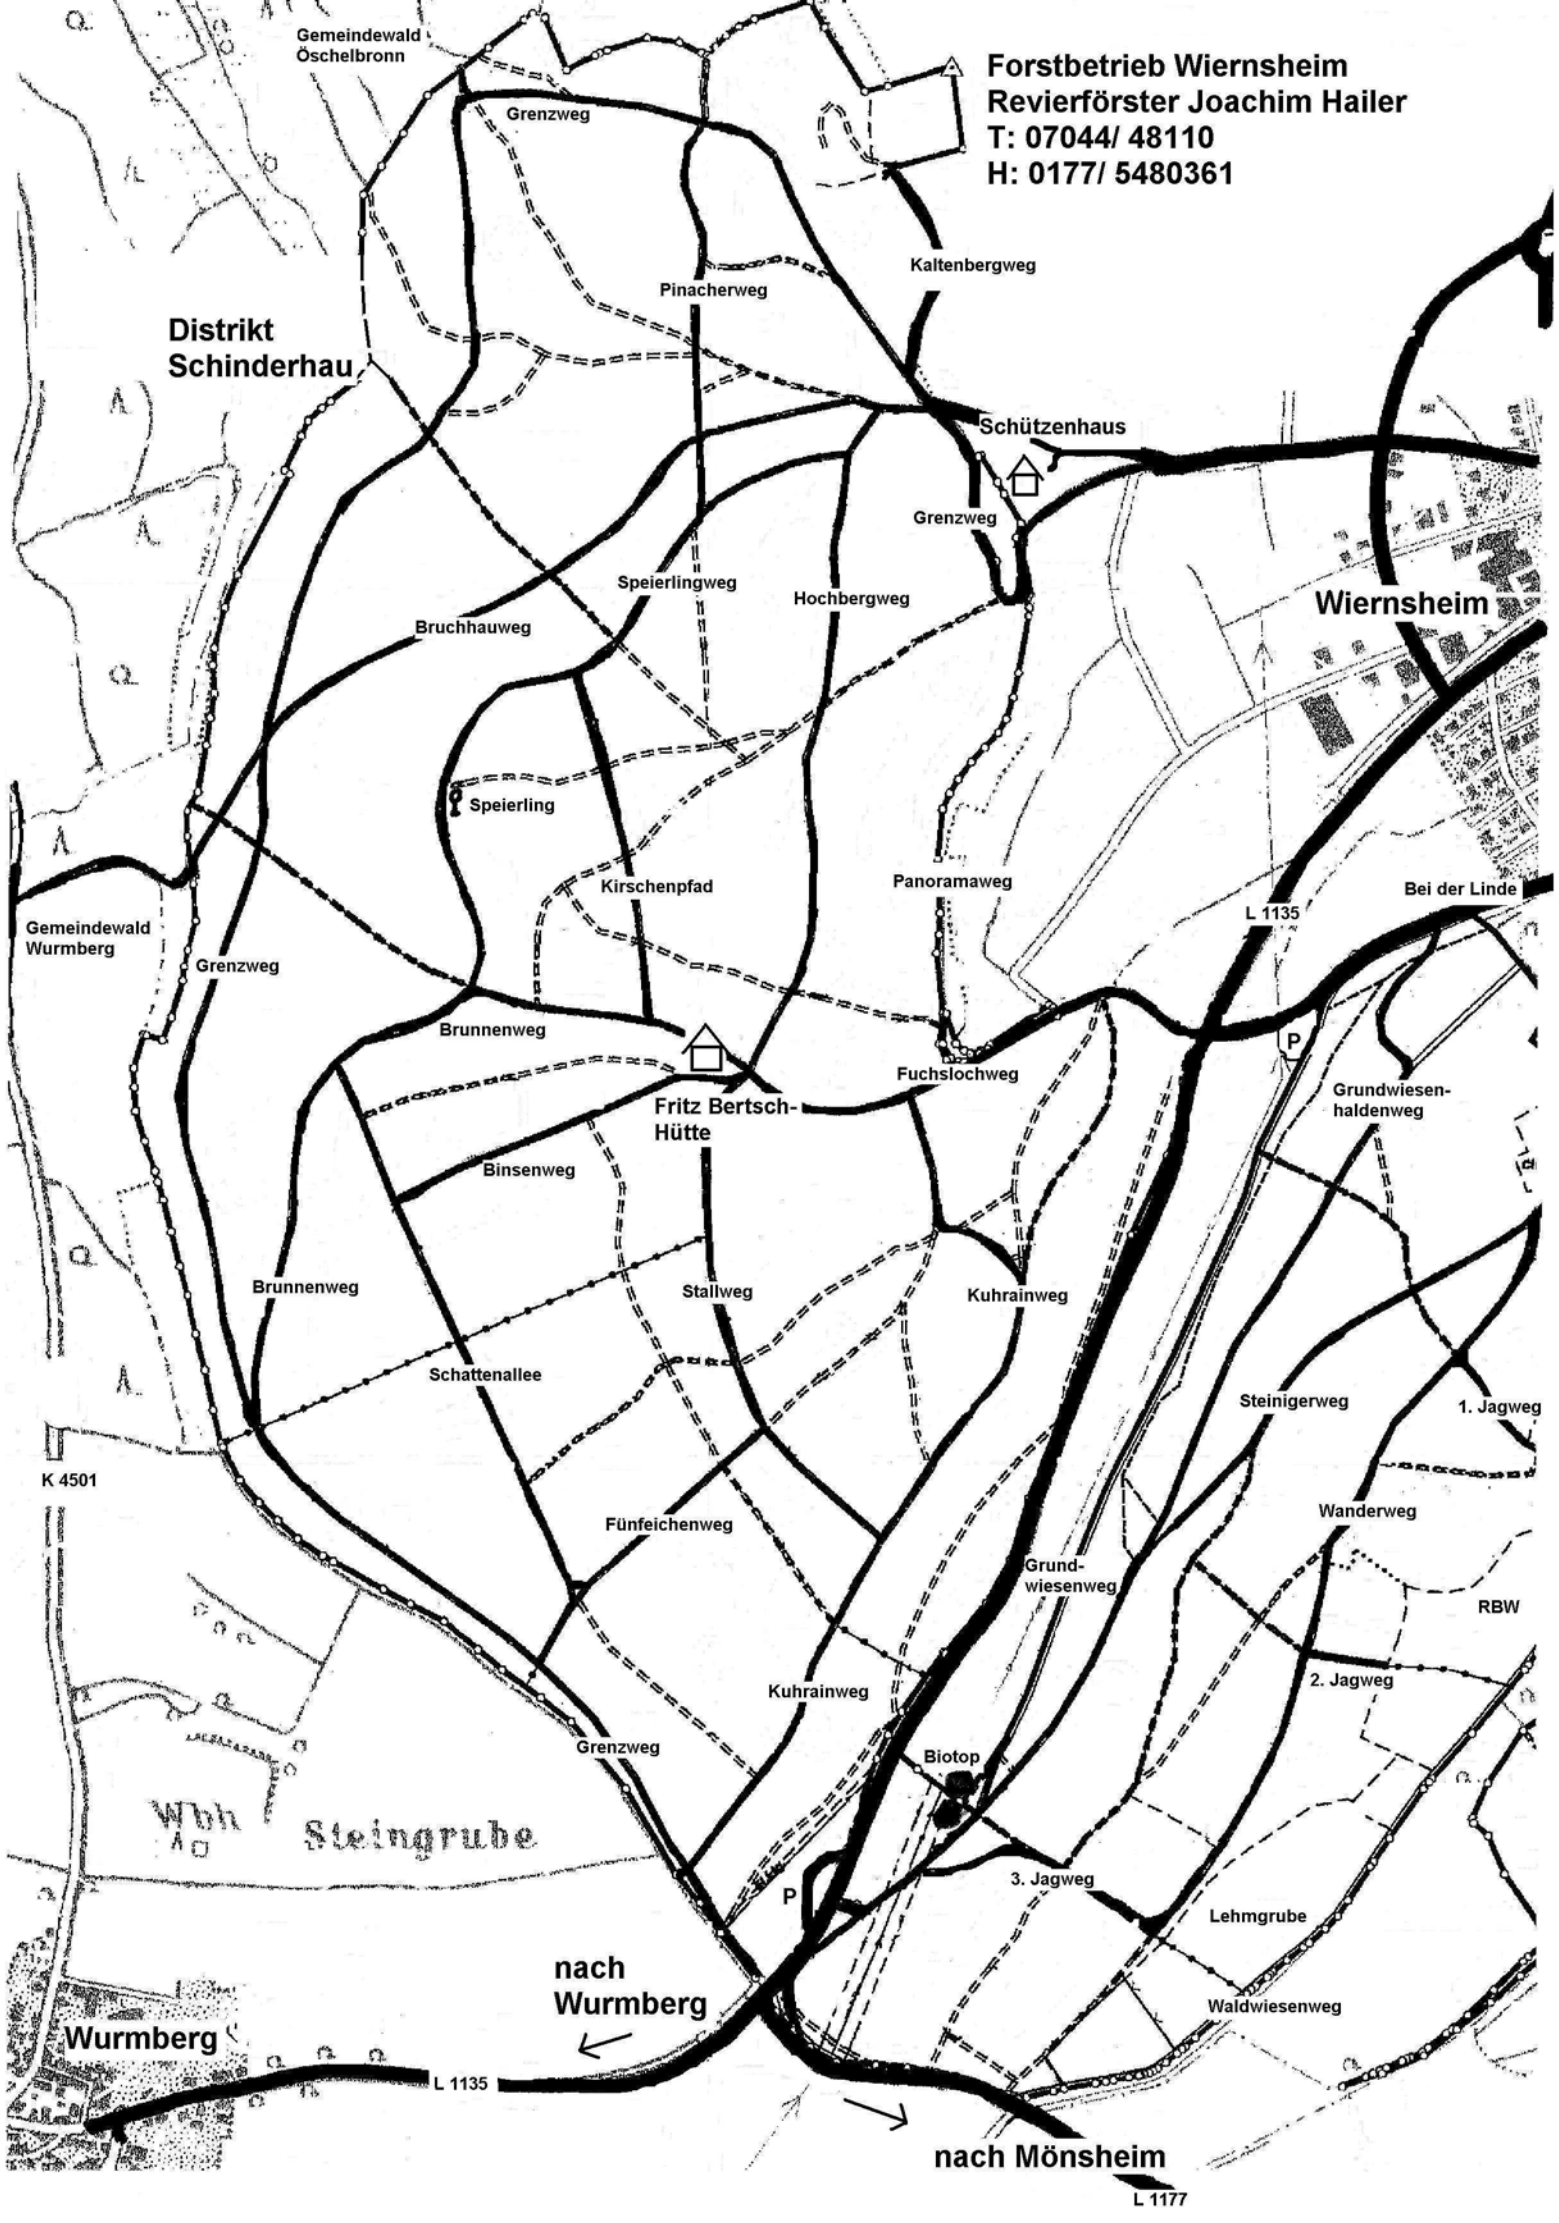 Gemeindewald
Öschelbronn
Forstbetrieb Wiernsheim
Revierförster Joachim Hailer
T: 07044/ 48110
H: 0177/ 5480361
Grenzweg
Kaltenbergweg
Pinacherweg
Distrikt
Schinderhau
Schützenhaus
Grenzweg
Speierlingweg
Hochbergweg
Wiernsheim
Bruchhauweg
Speierling
Kirschenpfad
Panoramaweg
Bei der Linde
L 1135
Gemeindewald
Wurmberg
Grenzweg
Brunnenweg
P
Fuchslochweg
Grundwiesen-
haldenweg
Fritz Bertsch-
Hütte
Binsenweg
Brunnenweg
Stallweg
Kuhrainweg
Schattenallee
Steinigerweg
1. Jagweg
K 4501
Wanderweg
Fünfeichenweg
Grund-
wiesenweg
RBW
2. Jagweg
Kuhrainweg
Grenzweg
Biotop
Wbh
Steingrube
3. Jagweg
P
Lehmgrube
nach
Wurmberg
Waldwiesenweg
Wurmberg
L 1135
nach Mönsheim
L 1177